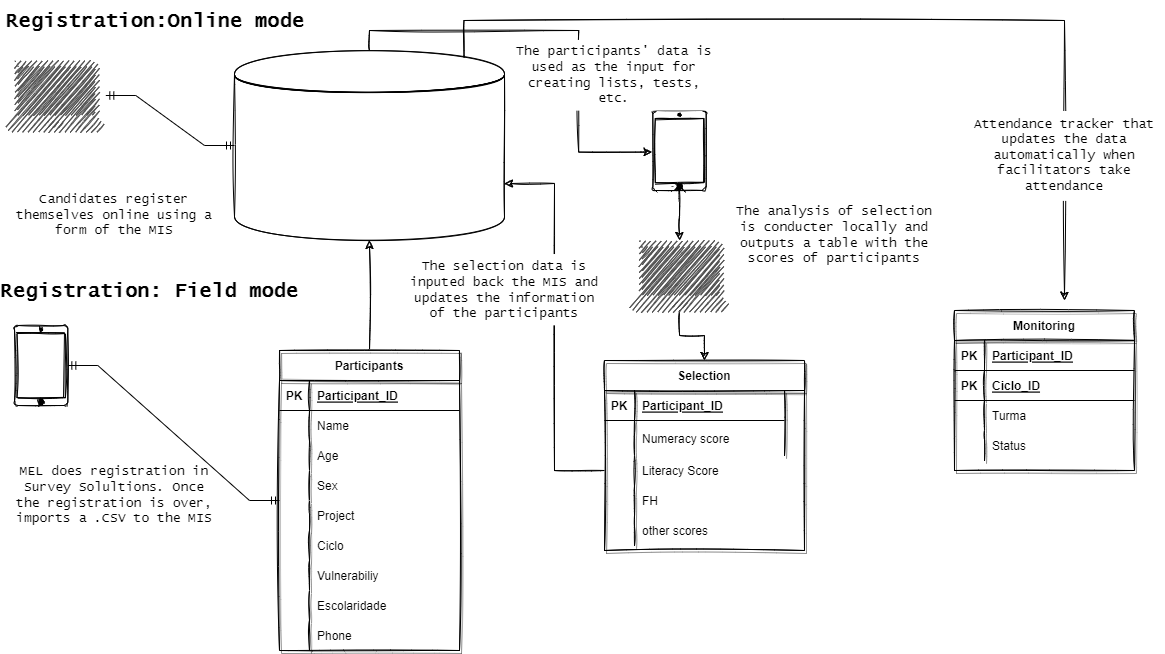 Registration:Online mode
The participants' data is
used as the input for
creating lists, tests,
etc.
Attendance tracker that
updates the data
automatically when
facilitators take
attendance
Candidates register
themselves online using a
form of the MIS
The analysis of selection
is conducter locally and
outputs a table with the
scores of participants
The selection data is
inputed back the MIS and
updates the information
of the participants
Registration: Field mode
MEL does registration in
Survey Solultions. Once
the registration is over,
imports a .CSV to the MIS
Participants
PK Participant_ID
Name
Age
Sex
Project
Ciclo
Vulnerabiliy
Escolaridade
Phone
Selection
PK Participant_ID
Numeracy score
Literacy Score
FH
other scores
Monitoring
PK Participant_ID
PK Ciclo_ID
Turma
Status